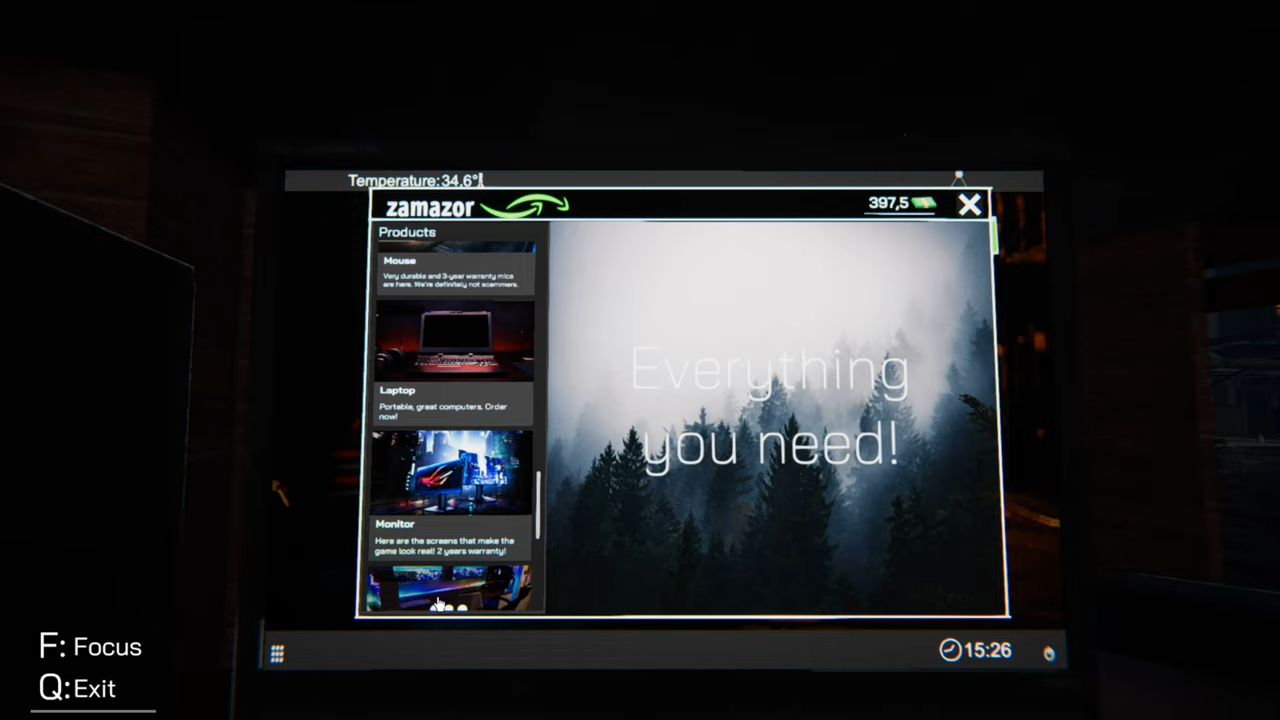 Temperature: 34,6°
zamazor
397,5
Products
Mouse
Very durable and 3-year warranty mice
are here. We're definitely not scammers.
Laptop
Portable, great computers. Order
now!
Monitor
Here are the screens that make the
game look real! 2 years warranty!
Everything
you need!
15:26
F: Focus
Q: Exit